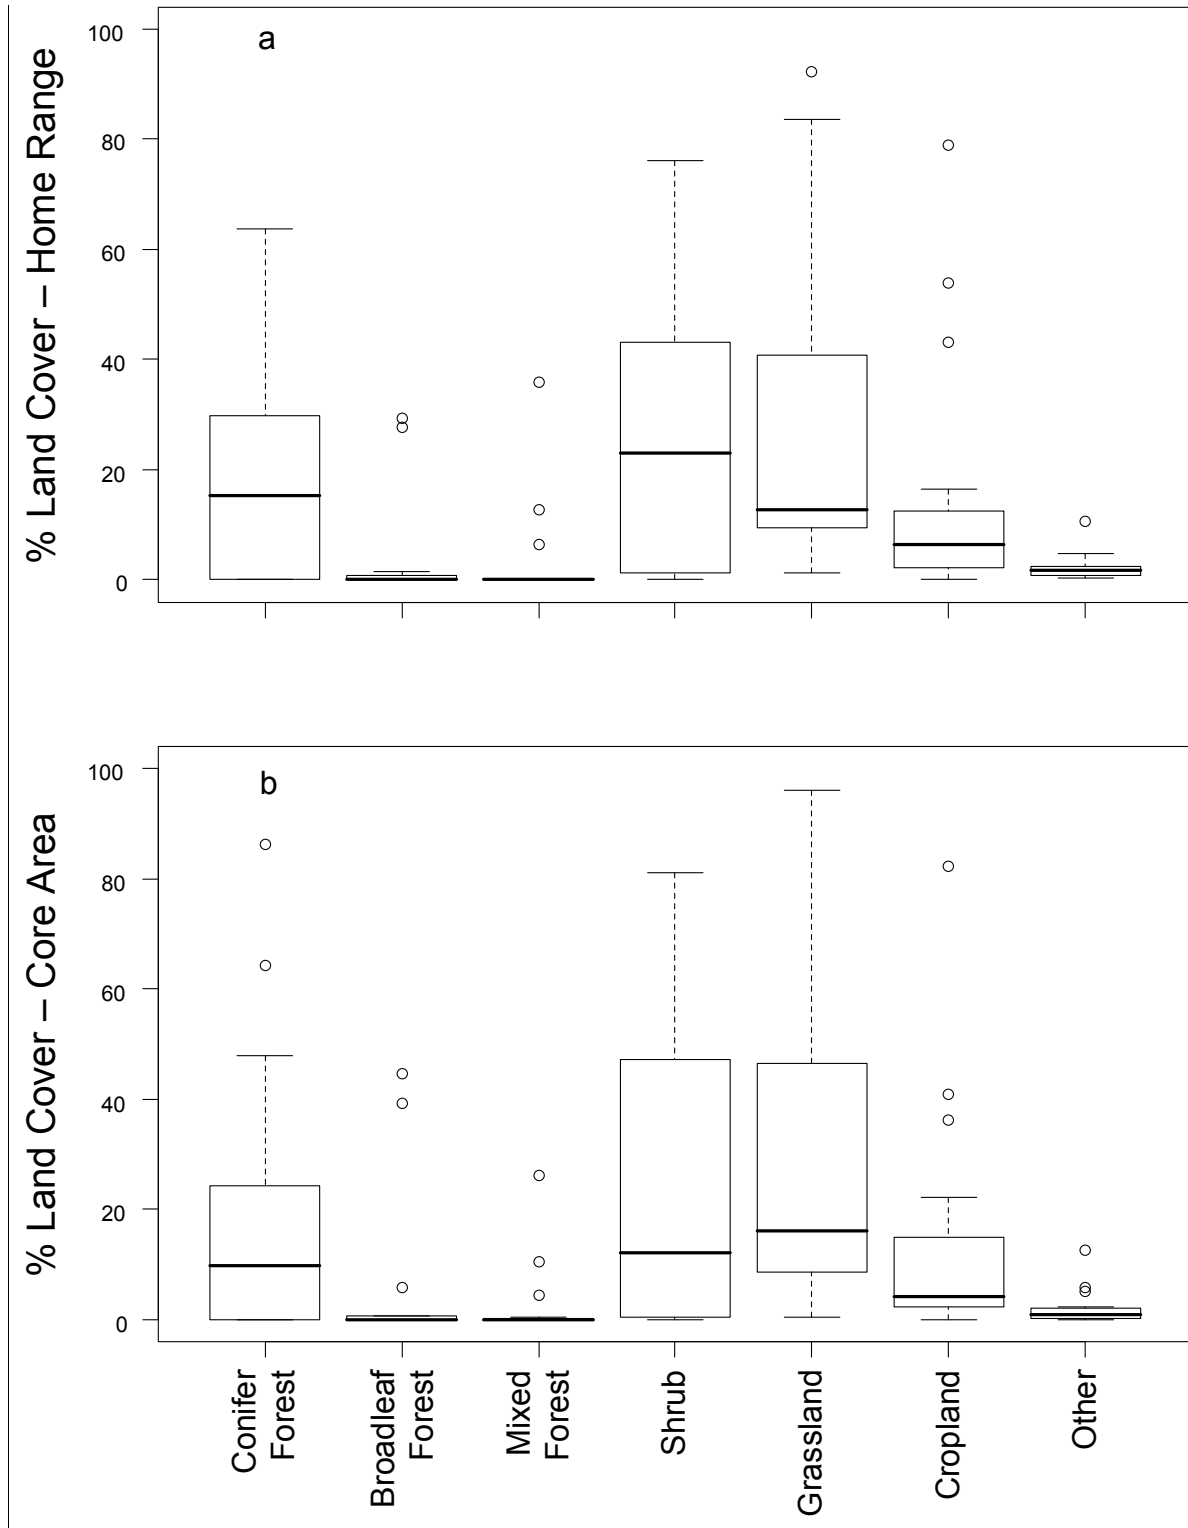 % Land Cover – Home Range
a
100
80
60
40
20
0
% Land Cover – Core Area
b
100
80
60
40
20
0
Conifer
Forest
Broadleaf
Forest
Mixed
Forest
Shrub
Grassland
Cropland
Other